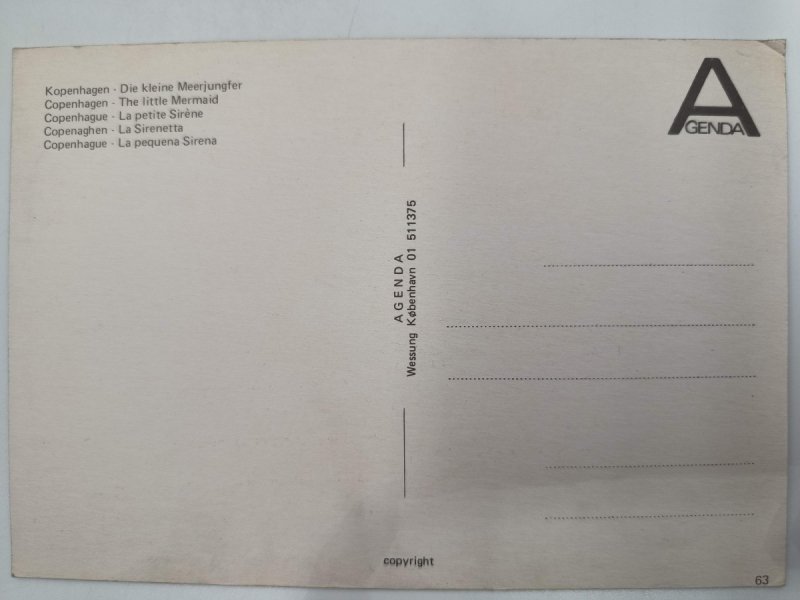 Kopenhagen - Die kleine Meerjungfer
Copenhagen - The little Mermaid
Copenhague - La petite Sirène
Copenaghen - La Sirenetta
Copenhague - La pequena Sirena
AGENDA
AGENDA
Wessung København 01 511375
copyright
63